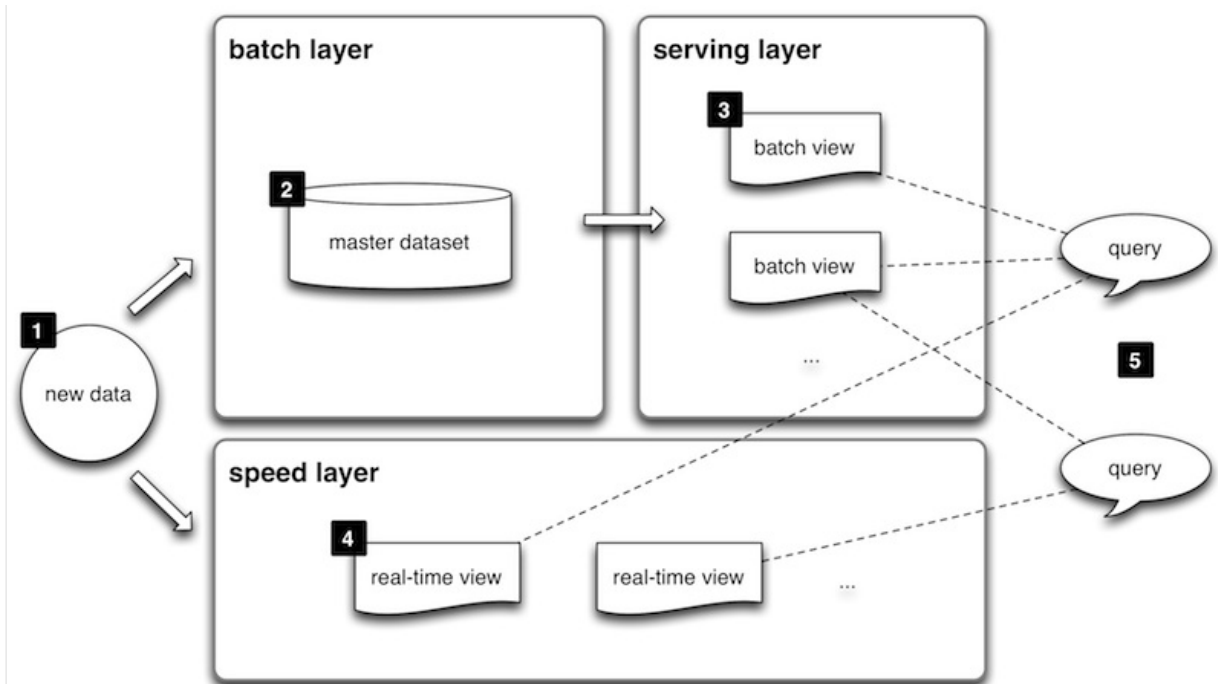 batch layer
serving layer
3
batch view
2
master dataset
batch view
query
1
new data
...
5
speed layer
query
4
real-time view
real-time view
...